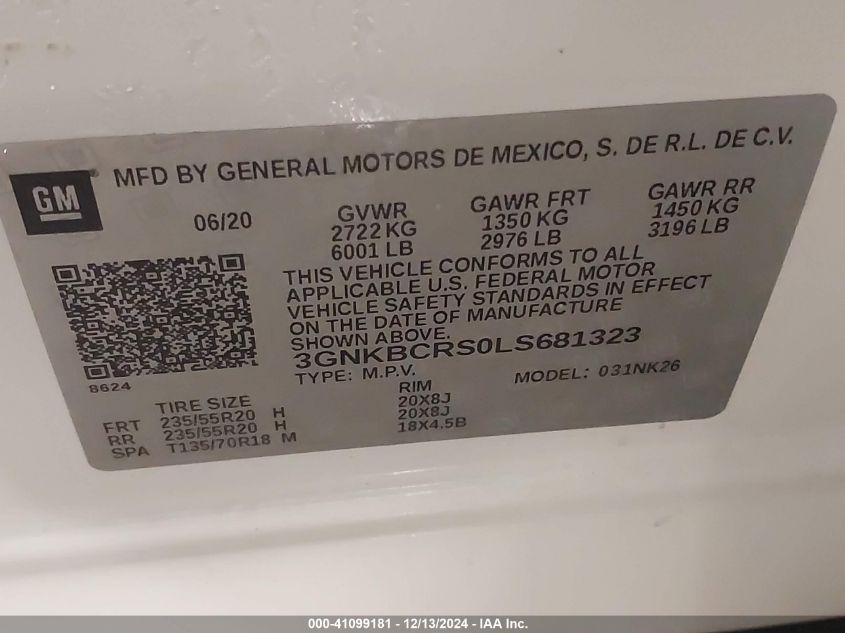 GM
MFD BY GENERAL MOTORS DE MEXICO, S. DE R.L. DE C.V.
06/20 GVWR GAWR FRT GAWR RR
2722 KG 1350 KG 1450 KG
6001 LB 2976 LB 3196 LB
THIS VEHICLE CONFORMS TO ALL
APPLICABLE U.S. FEDERAL MOTOR
VEHICLE SAFETY STANDARDS IN EFFECT
ON THE DATE OF MANUFACTURE
SHOWN ABOVE.
3GNKBCRS0LS681323
TYPE: M.P.V. MODEL: 031NK26
8624
TIRE SIZE RIM
FRT 235/55R20 H 20X8J
RR 235/55R20 H 20X8J
SPA T135/70R18 M 18X4.5B
000-41099181 - 12/13/2024 - IAA Inc.